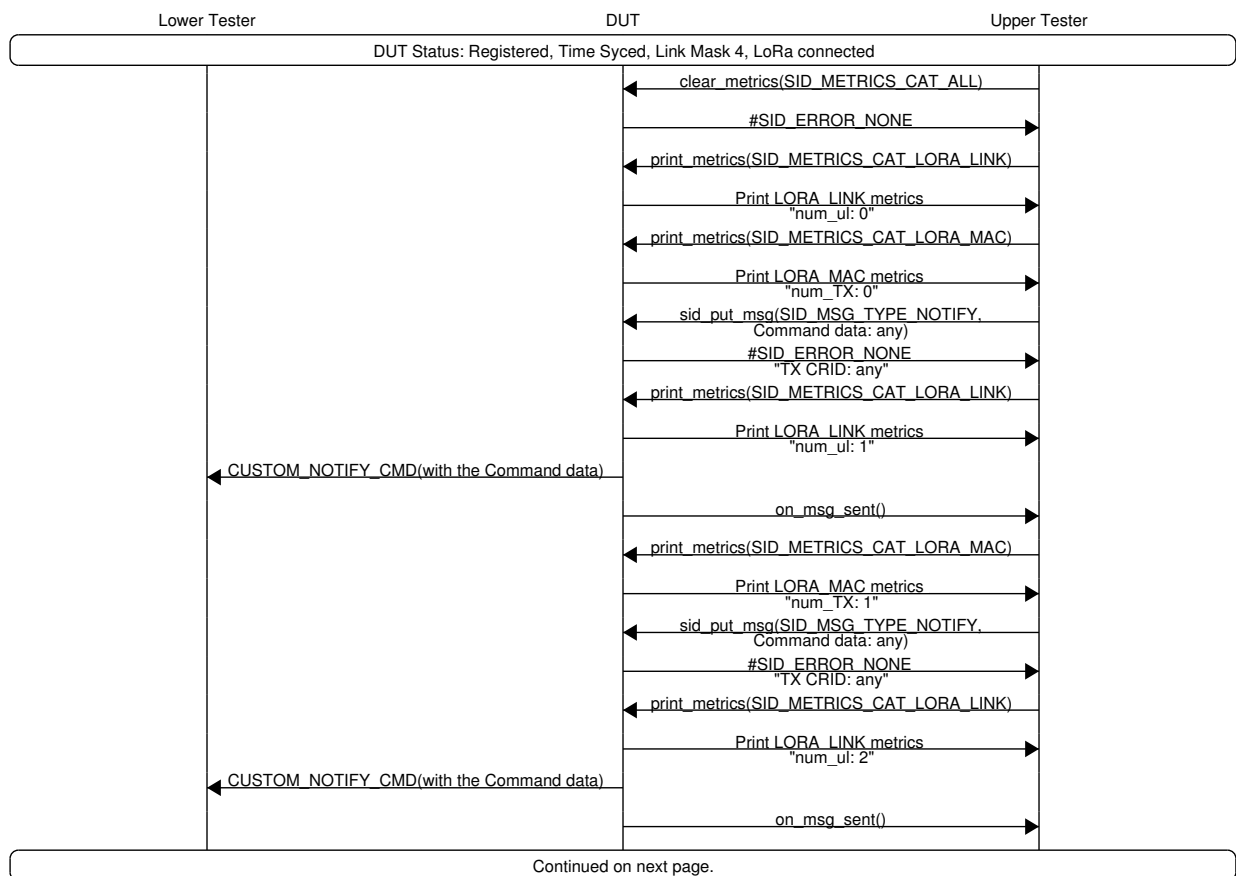 Lower Tester DUT Upper Tester
DUT Status: Registered, Time Syced, Link Mask 4, LoRa connected
clear_metrics(SID_METRICS_CAT_ALL)
#SID_ERROR_NONE
print_metrics(SID_METRICS_CAT_LORA_LINK)
Print LORA_LINK metrics
"num_ul: 0"
print_metrics(SID_METRICS_CAT_LORA_MAC)
Print LORA_MAC metrics
"num_TX: 0"
sid_put_msg(SID_MSG_TYPE_NOTIFY,
Command data: any)
#SID_ERROR_NONE
"TX CRID: any"
print_metrics(SID_METRICS_CAT_LORA_LINK)
Print LORA_LINK metrics
"num_ul: 1"
CUSTOM_NOTIFY_CMD(with the Command data)
on_msg_sent()
print_metrics(SID_METRICS_CAT_LORA_MAC)
Print LORA_MAC metrics
"num_TX: 1"
sid_put_msg(SID_MSG_TYPE_NOTIFY,
Command data: any)
#SID_ERROR_NONE
"TX CRID: any"
print_metrics(SID_METRICS_CAT_LORA_LINK)
Print LORA_LINK metrics
"num_ul: 2"
CUSTOM_NOTIFY_CMD(with the Command data)
on_msg_sent()
Continued on next page.